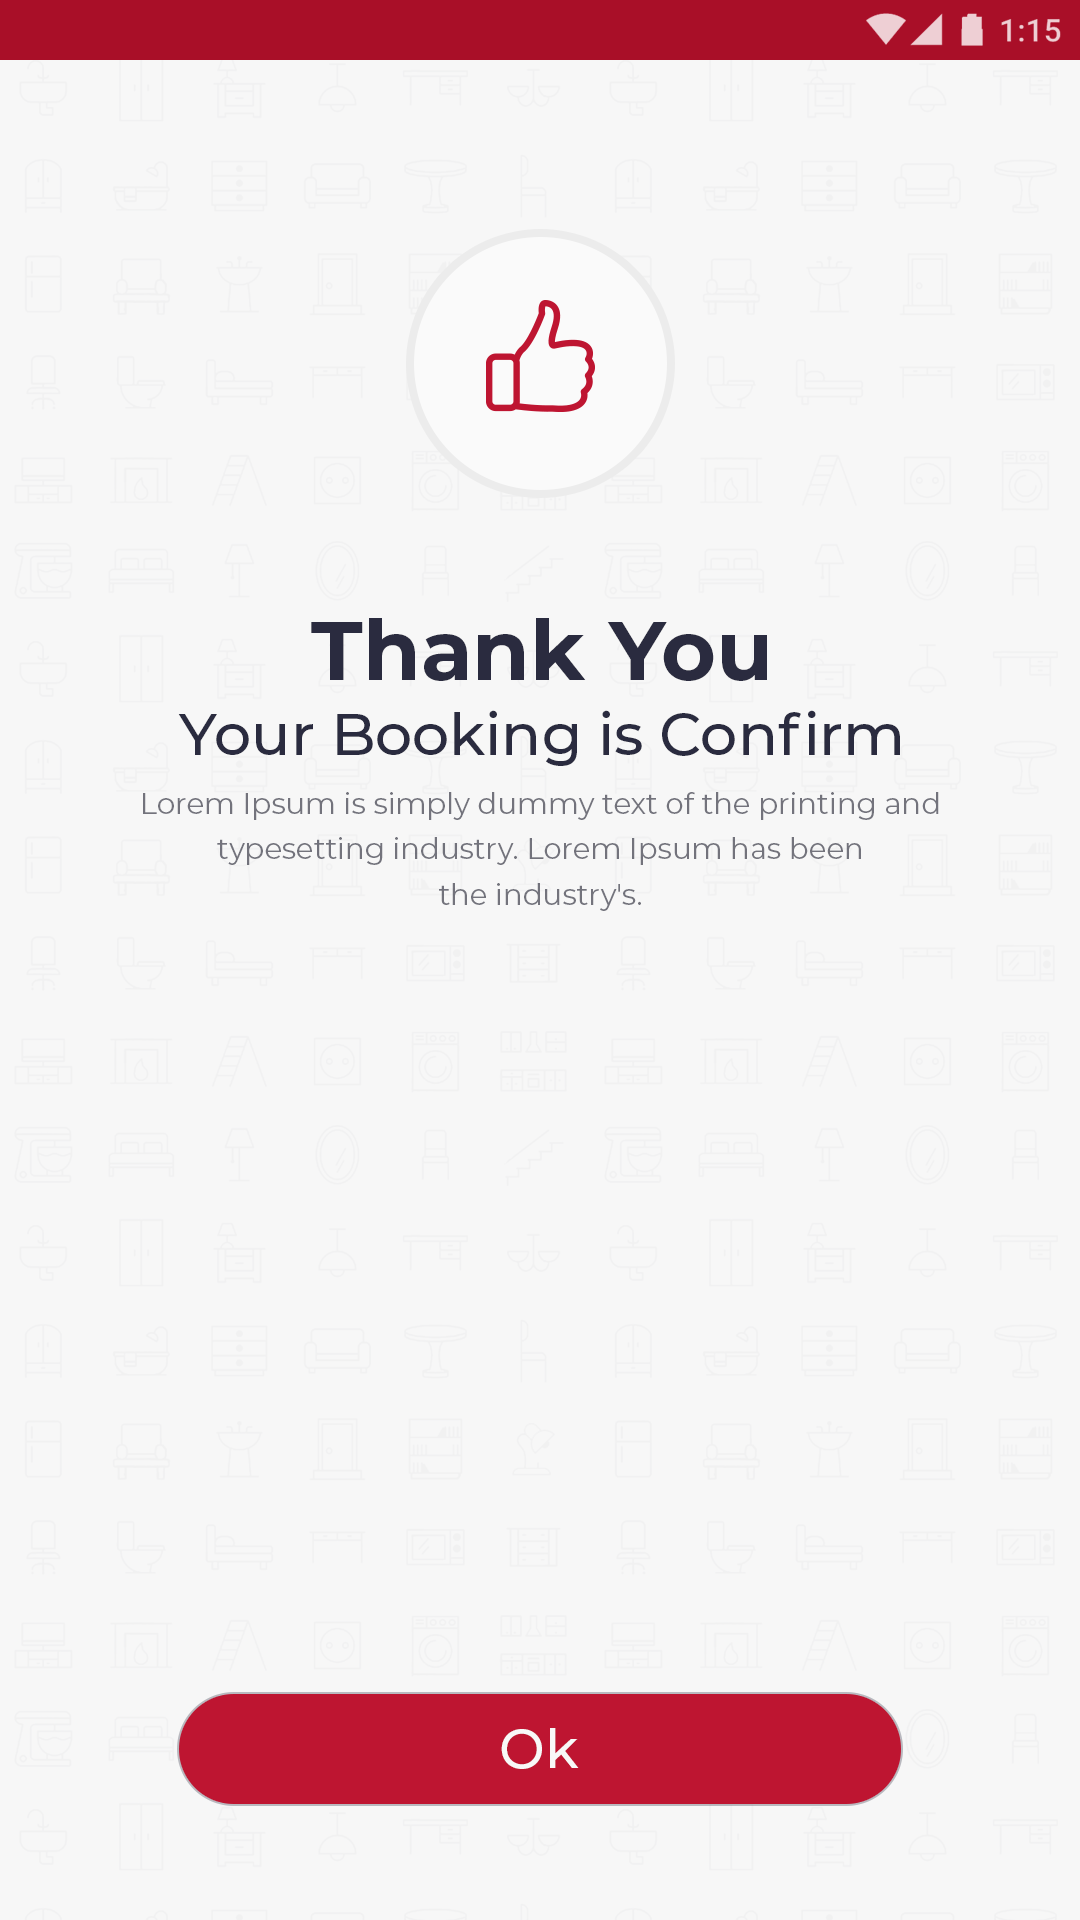 1:15
Thank You
Your Booking is Confirm
Lorem Ipsum is simply dummy text of the printing and
typesetting industry. Lorem Ipsum has been
the industry's.
Ok